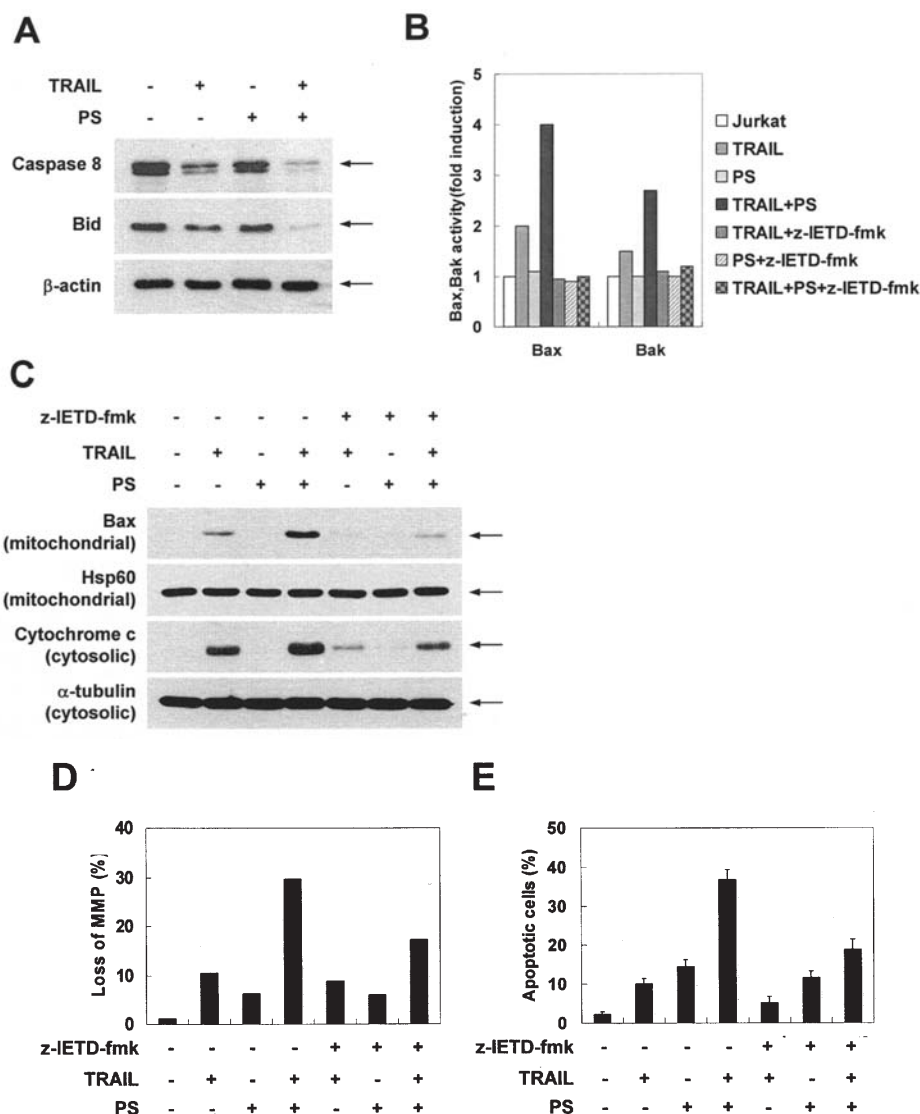 A
TRAIL - + - +
PS - - + +
Caspase 8
Bid
β-actin
B
Bax,Bak activity(fold induction)
5
4
3
2
1
0
Bax Bak
Jurkat
TRAIL
PS
TRAIL+PS
TRAIL+z-IETD-fmk
PS+z-IETD-fmk
TRAIL+PS+z-IETD-fmk
C
z-IETD-fmk - - - - + + +
TRAIL - + - + + - +
PS - - + + - + +
Bax
(mitochondrial)
Hsp60
(mitochondrial)
Cytochrome c
(cytosolic)
α-tubulin
(cytosolic)
D
Loss of MMP (%)
40
30
20
10
0
z-IETD-fmk - - - - + + +
TRAIL - + - + + - +
PS - - + + - + +
E
Apoptotic cells (%)
50
40
30
20
10
0
z-IETD-fmk - - - - + + +
TRAIL - + - + + - +
PS - - + + - + +